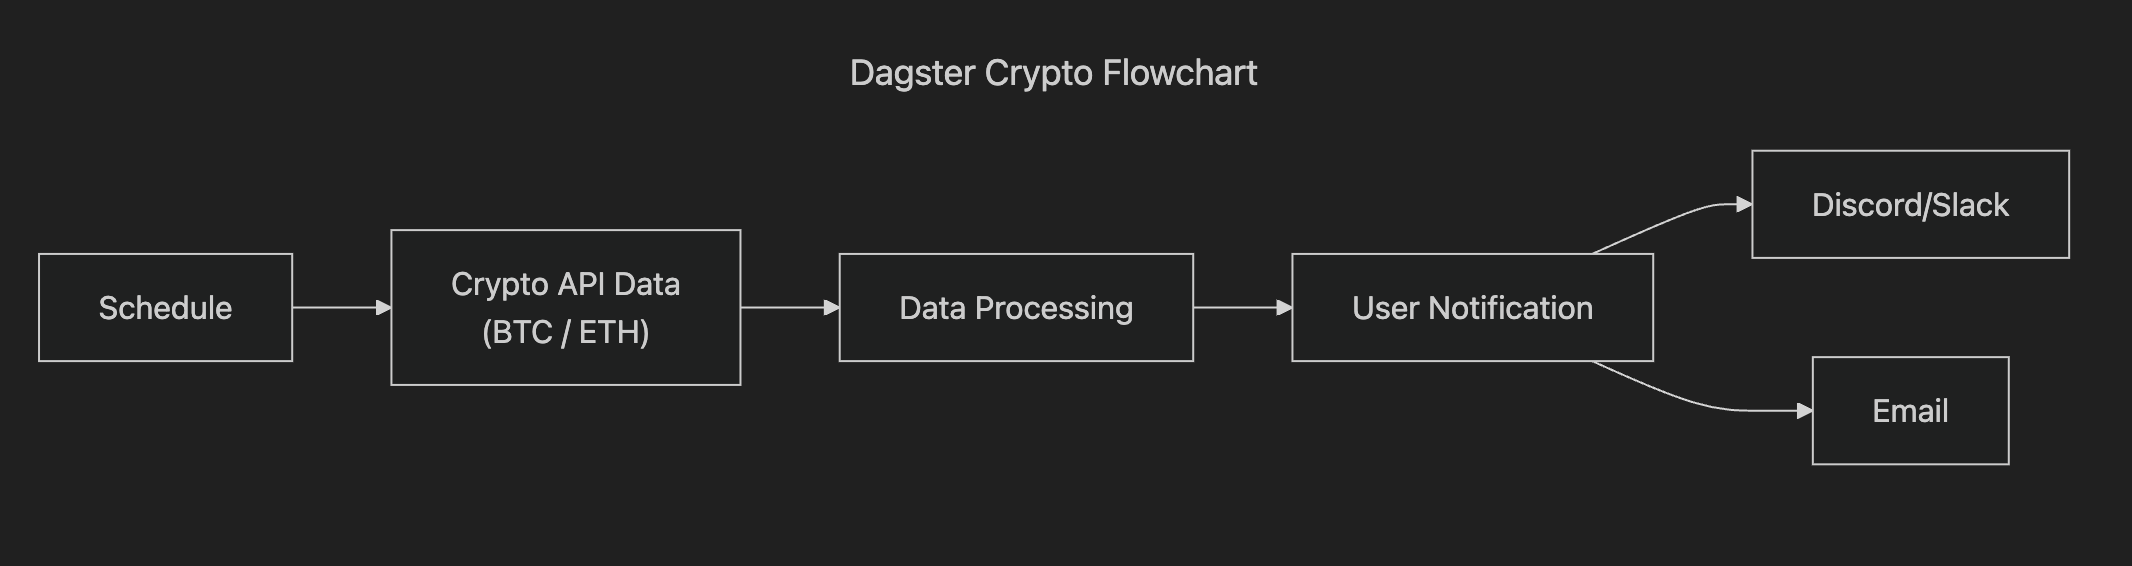 Dagster Crypto Flowchart
Schedule
Crypto API Data
(BTC / ETH)
Data Processing
User Notification
Discord/Slack
Email